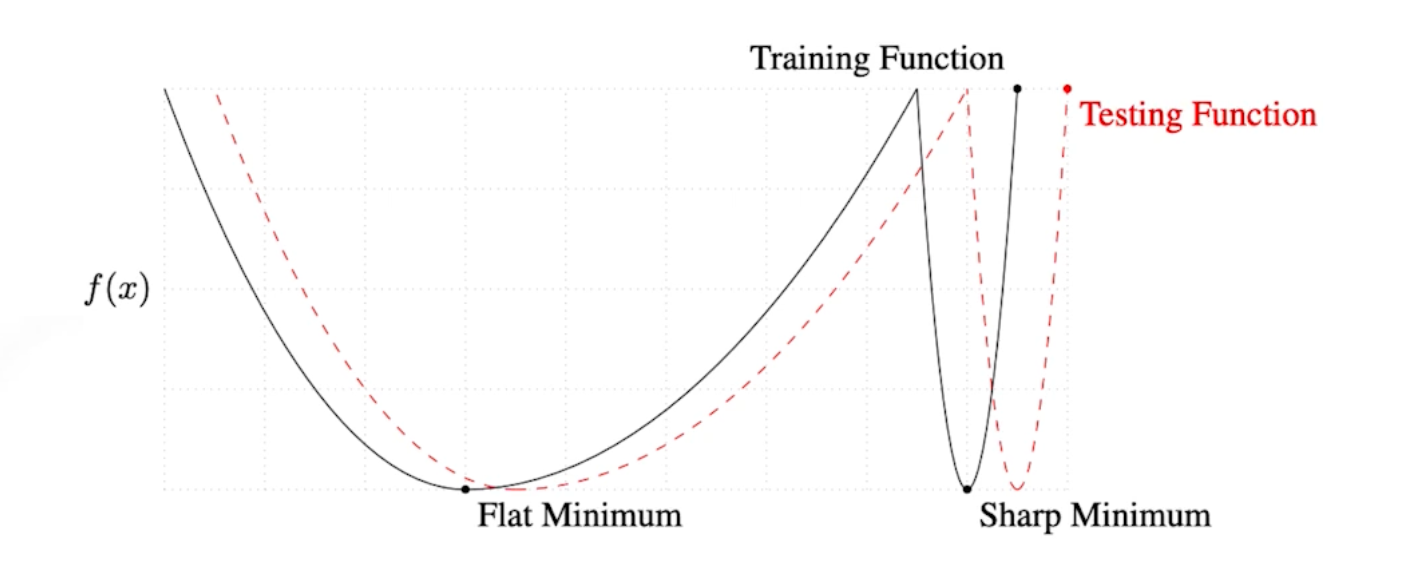 Training Function
Testing Function
f(x)
Flat Minimum
Sharp Minimum